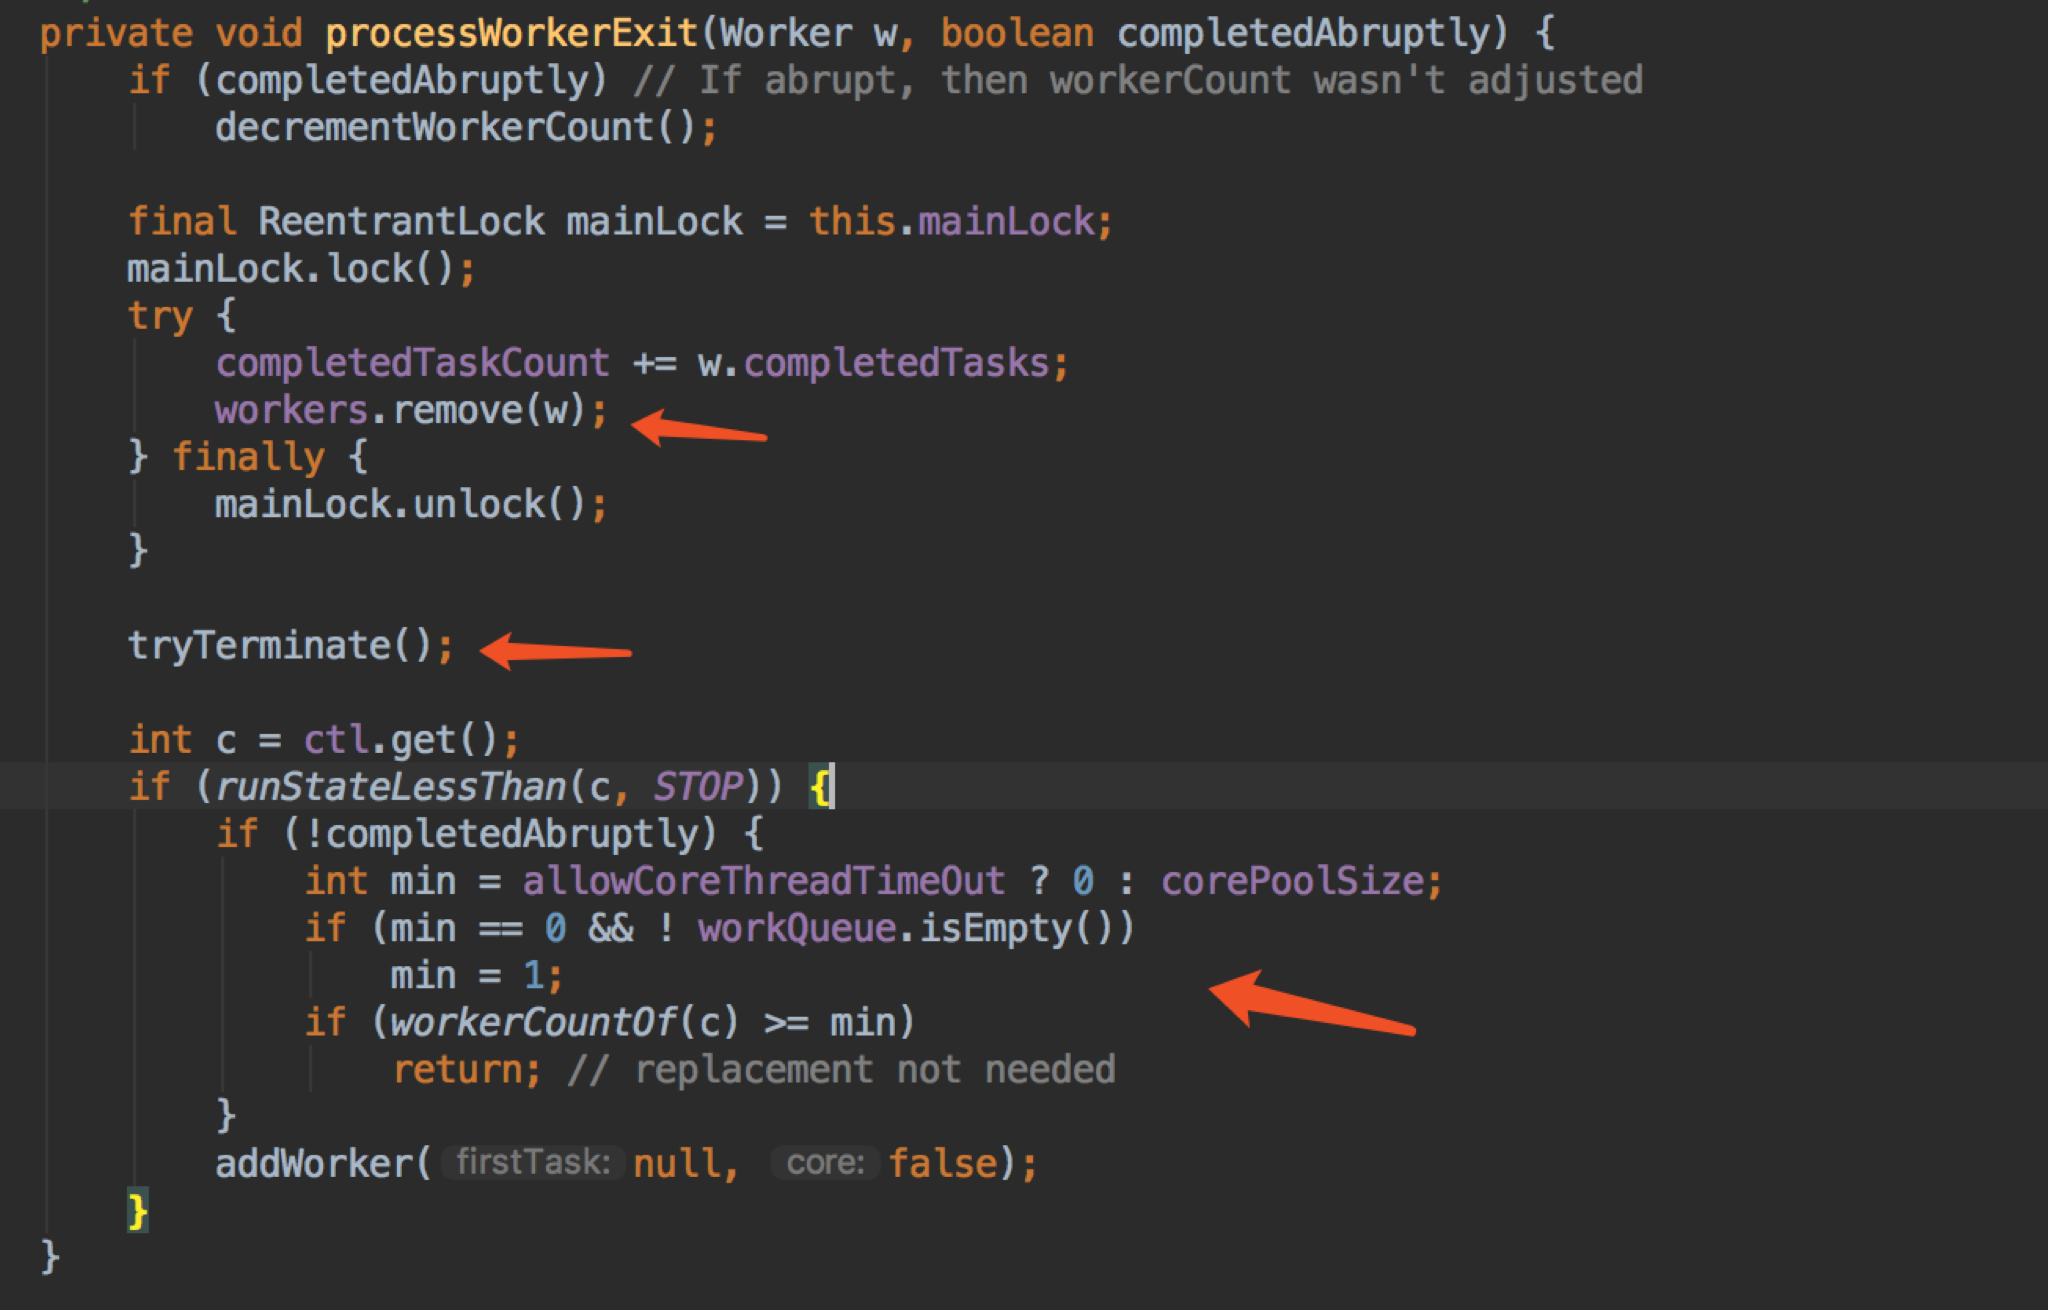 private void processWorkerExit(Worker w, boolean completedAbruptly) {
    if (completedAbruptly) // If abrupt, then workerCount wasn't adjusted
        decrementWorkerCount();

    final ReentrantLock mainLock = this.mainLock;
    mainLock.lock();
    try {
        completedTaskCount += w.completedTasks;
        workers.remove(w);
    } finally {
        mainLock.unlock();
    }

    tryTerminate();

    int c = ctl.get();
    if (runStateLessThan(c, STOP)) {
        if (!completedAbruptly) {
            int min = allowCoreThreadTimeOut ? 0 : corePoolSize;
            if (min == 0 && ! workQueue.isEmpty())
                min = 1;
            if (workerCountOf(c) >= min)
                return; // replacement not needed
        }
        addWorker( firstTask: null, core: false);
    }
}